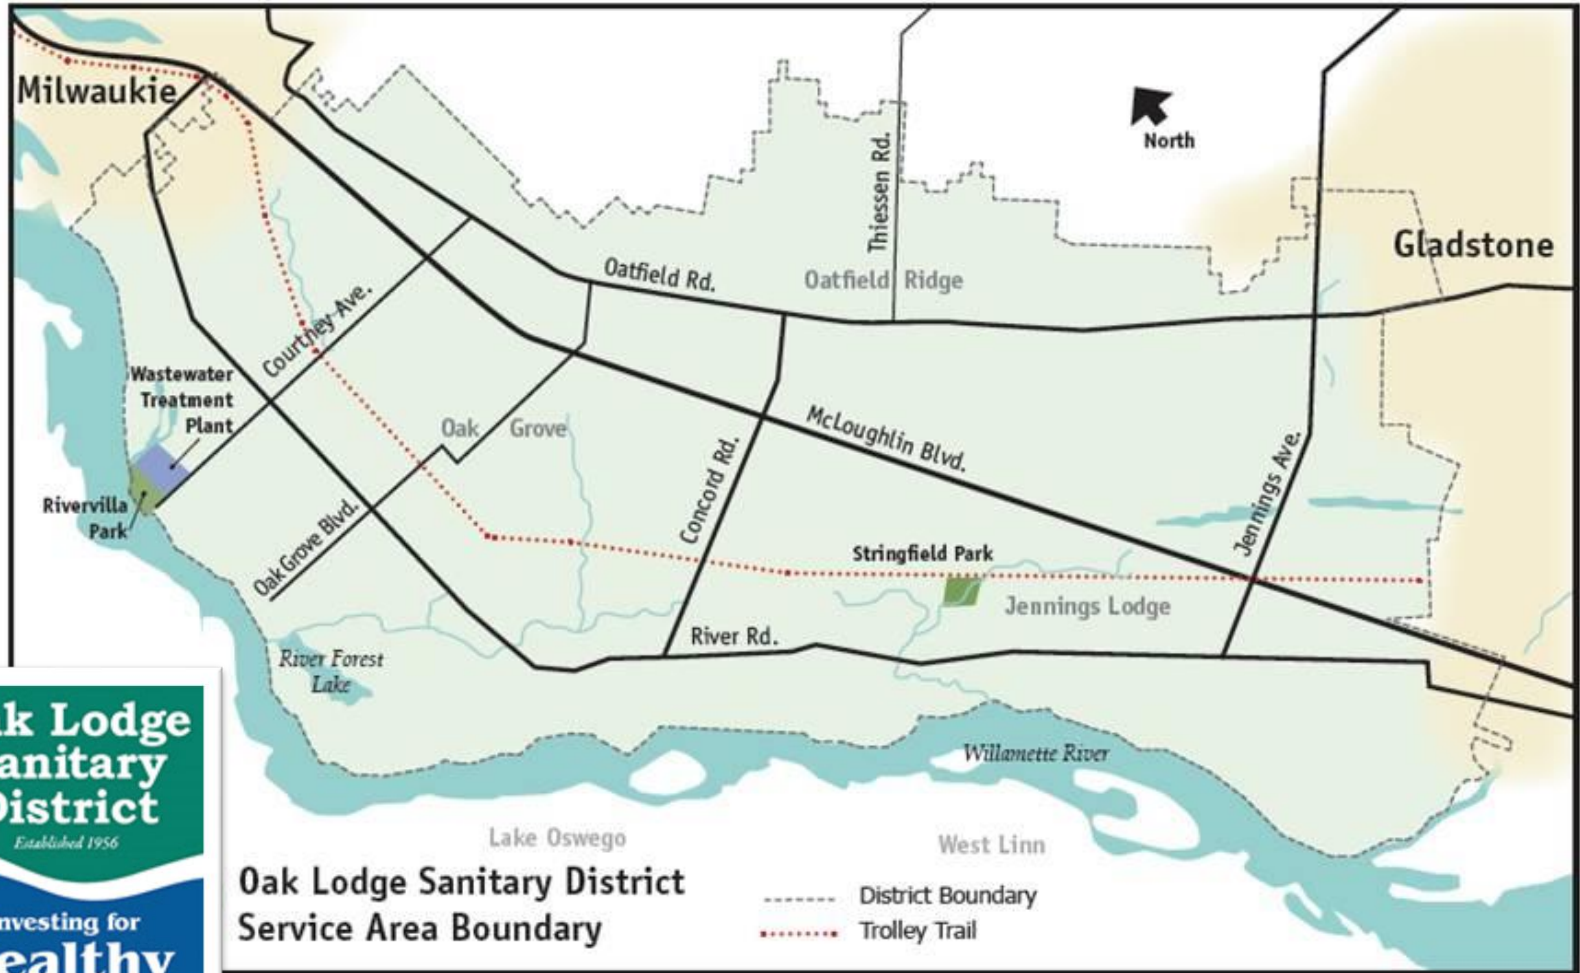 Milwaukie
North
Thiessen Rd.
Gladstone
Oatfield Rd.
Oatfield Ridge
Courtney Ave.
Wastewater
Treatment
Plant
Oak Grove
McLoughlin Blvd.
Concord Rd.
Jennings Ave.
Rivervilla
Park
Oak Grove Blvd.
Stringfield Park
Jennings Lodge
River Rd.
River Forest
Lake
Willamette River
Lake Oswego
West Linn
Oak Lodge Sanitary District
Service Area Boundary
District Boundary
Trolley Trail
k Lodge
anitary
District
Established 1956
nvesting for
ealthy